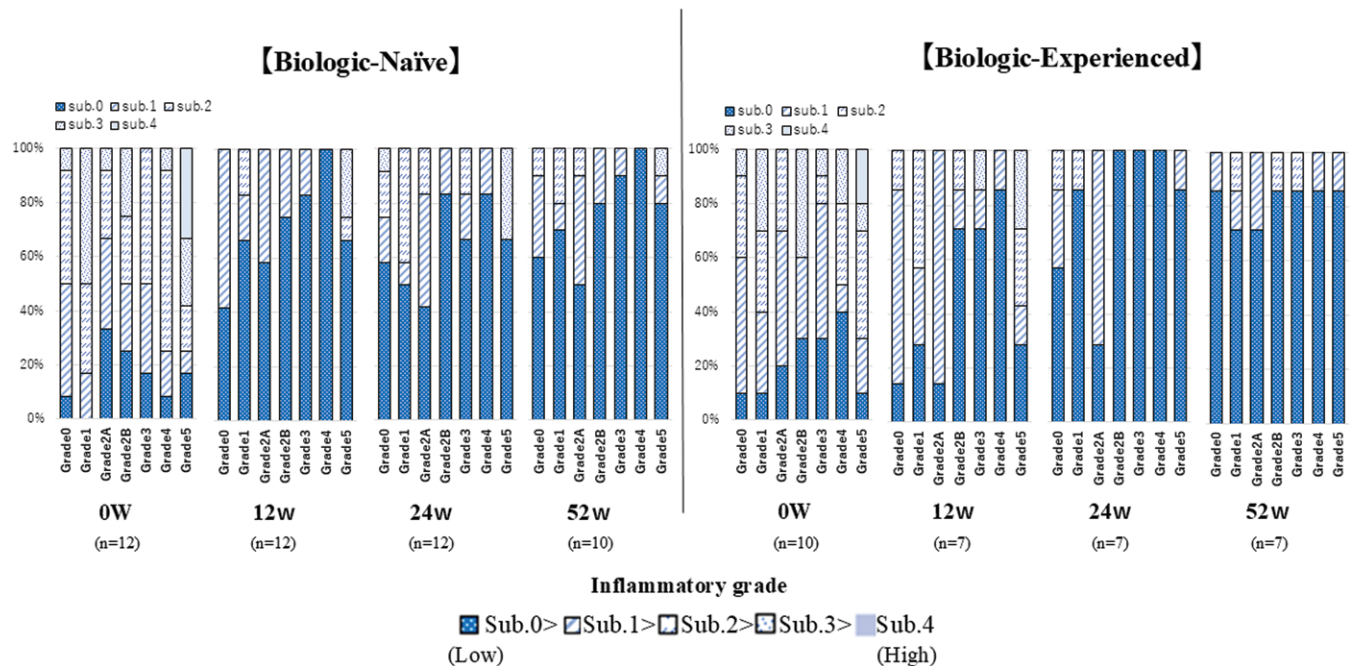 【Biologic-Naïve】
sub.0 sub.1 sub.2
sub.3 sub.4
100%
80%
60%
40%
20%
0%
Grade0 Grade1 Grade2A Grade2B Grade3 Grade4 Grade5
Grade0 Grade1 Grade2A Grade2B Grade3 Grade4 Grade5
Grade0 Grade1 Grade2A Grade2B Grade3 Grade4 Grade5
Grade0 Grade1 Grade2A Grade2B Grade3 Grade4 Grade5
0W 12w 24w 52w
(n=12) (n=12) (n=12) (n=10)
【Biologic-Experienced】
sub.0 sub.1 sub.2
sub.3 sub.4
100%
80%
60%
40%
20%
0%
Grade0 Grade1 Grade2A Grade2B Grade3 Grade4 Grade5
Grade0 Grade1 Grade2A Grade2B Grade3 Grade4 Grade5
Grade0 Grade1 Grade2A Grade2B Grade3 Grade4 Grade5
Grade0 Grade1 Grade2A Grade2B Grade3 Grade4 Grade5
0W 12w 24w 52w
(n=10) (n=7) (n=7) (n=7)
Inflammatory grade
Sub.0> Sub.1> Sub.2> Sub.3> Sub.4
(Low) (High)